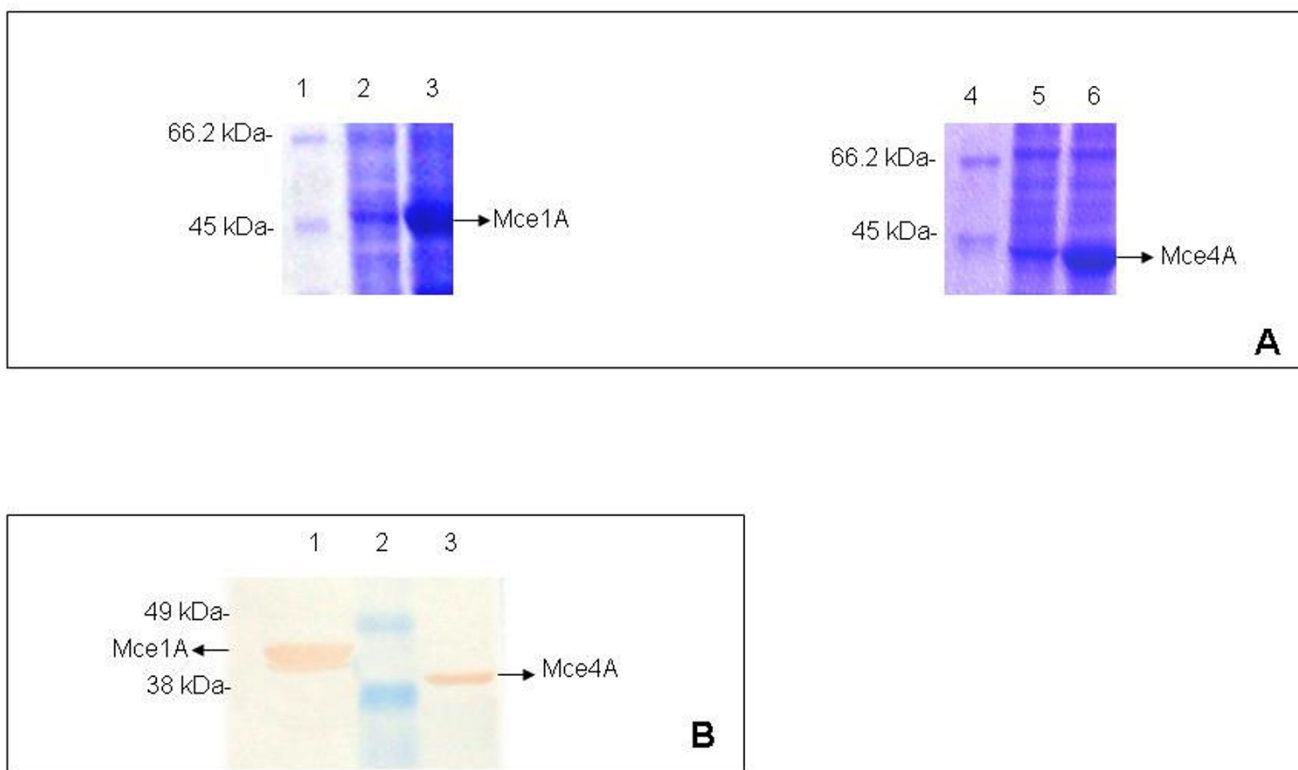 1 2 3
66.2 kDa-
45 kDa-
Mce1A
4 5 6
66.2 kDa-
45 kDa-
Mce4A
A
1 2 3
49 kDa-
Mce1A
38 kDa-
Mce4A
B